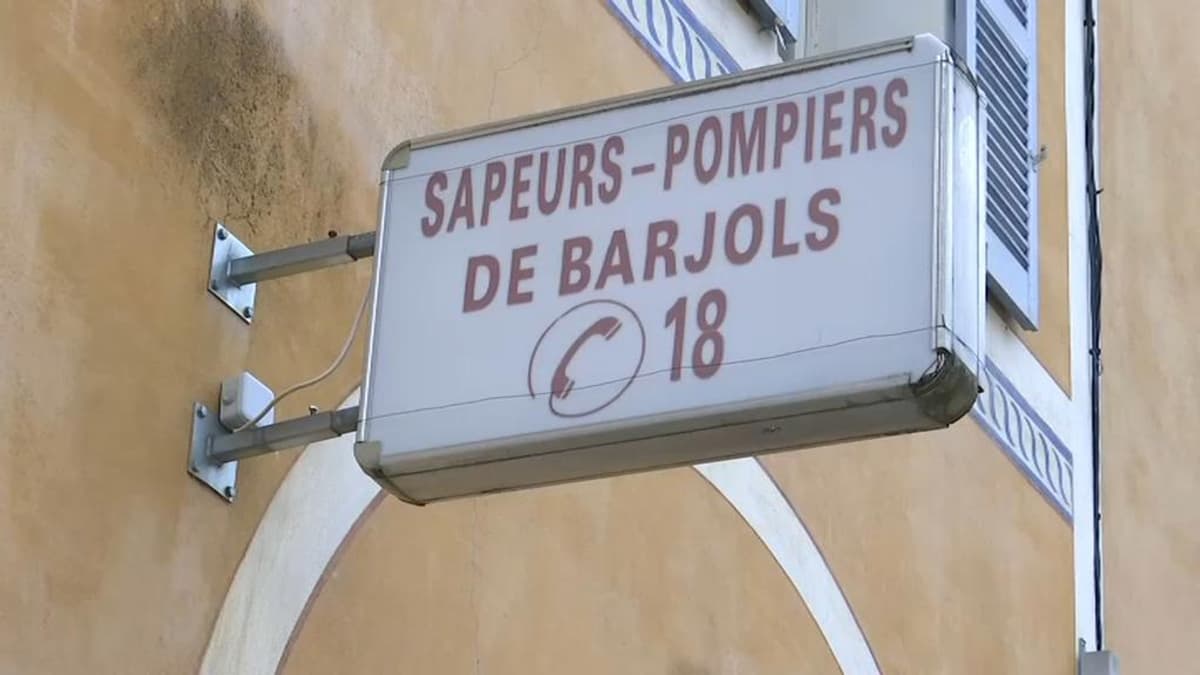 SAPEURS-POMPIERS
DE BARJOLS
18